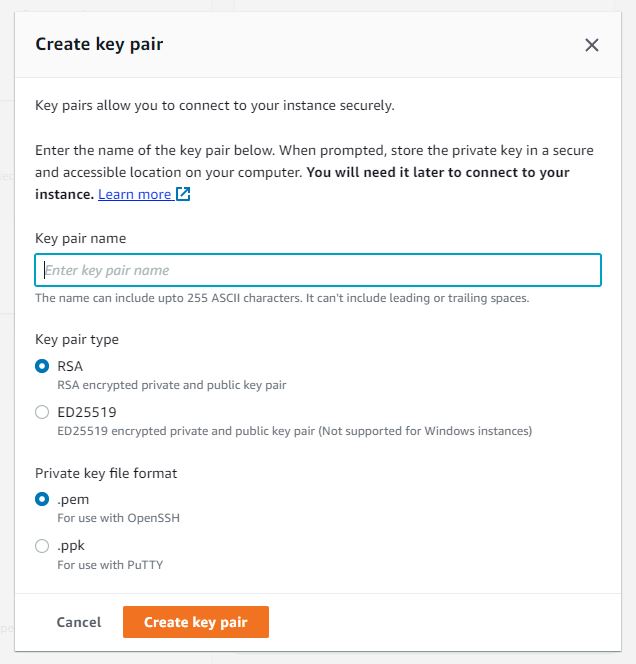 Create key pair
Key pairs allow you to connect to your instance securely.
Enter the name of the key pair below. When prompted, store the private key in a secure
and accessible location on your computer. You will need it later to connect to your
instance. Learn more
Key pair name
Enter key pair name
The name can include upto 255 ASCII characters. It can't include leading or trailing spaces.
Key pair type
RSA
RSA encrypted private and public key pair
ED25519
ED25519 encrypted private and public key pair (Not supported for Windows instances)
Private key file format
.pem
For use with OpenSSH
.ppk
For use with PuTTY
Cancel
Create key pair